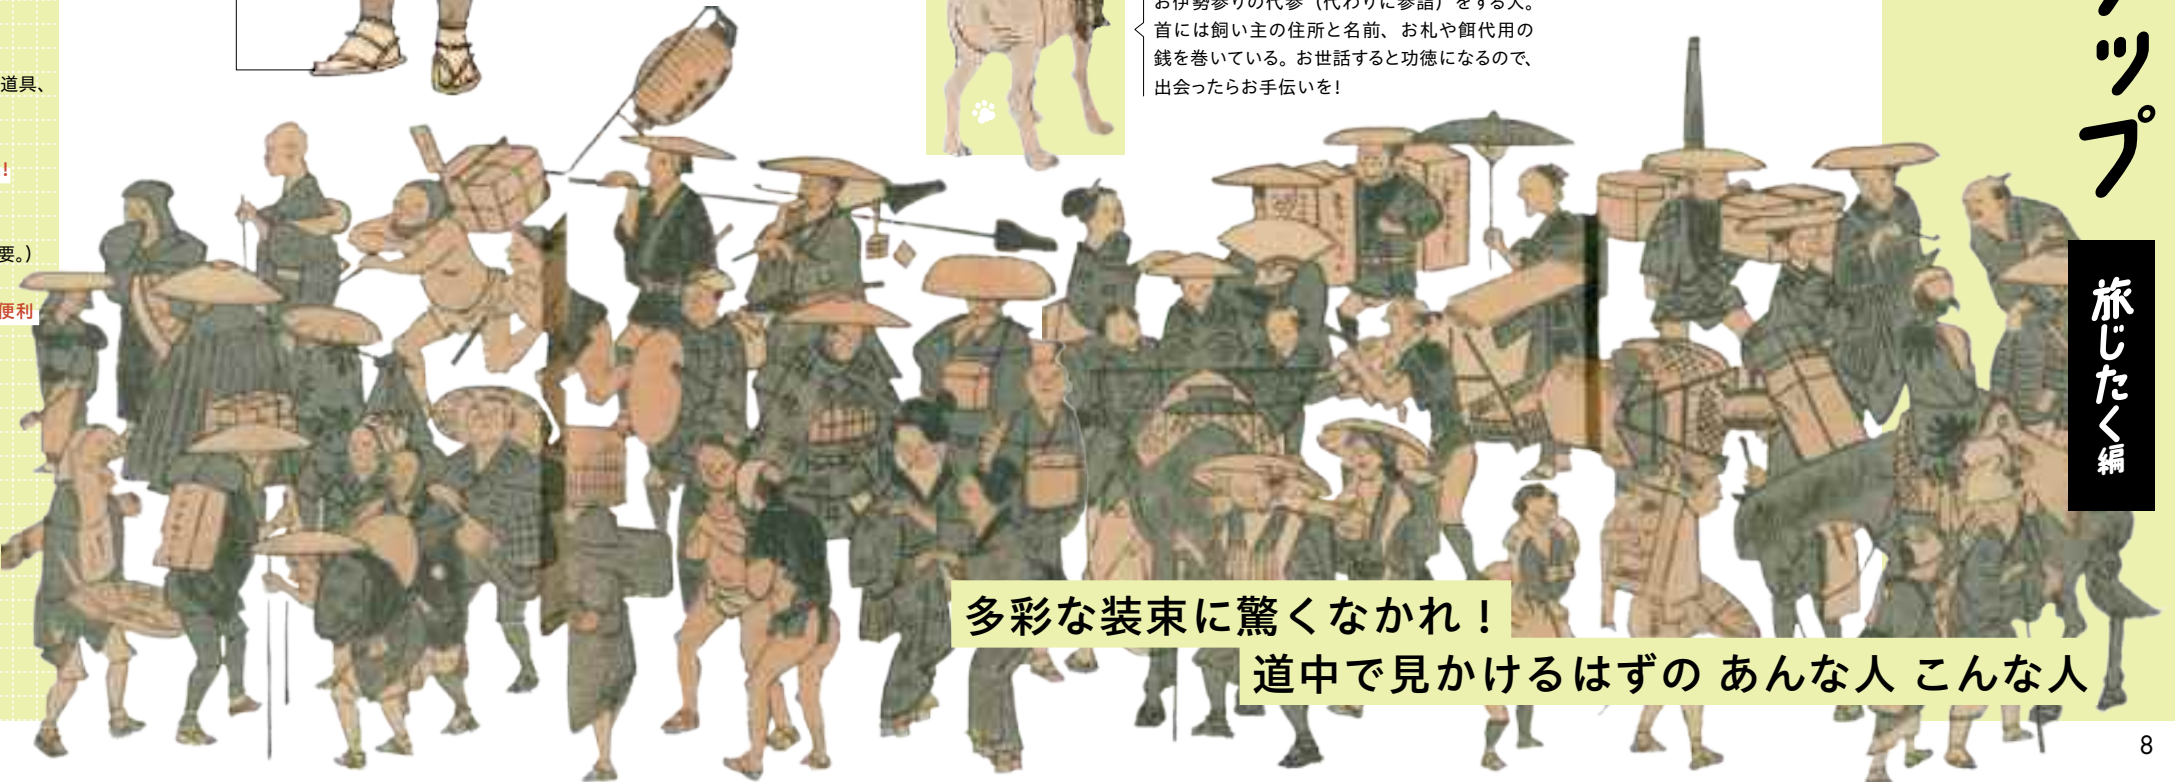 お伊勢参りの代参（代わりに参詣）をする犬。
首には飼い主の住所と名前、お札や餌代用の
銭を巻いている。お世話すると功徳になるので、
出会ったらお手伝いを!
道具、
!
要。)
便利
ップ
旅じたく編
多彩な装束に驚くなかれ！
道中で見かけるはずの あんな人 こんな人
8